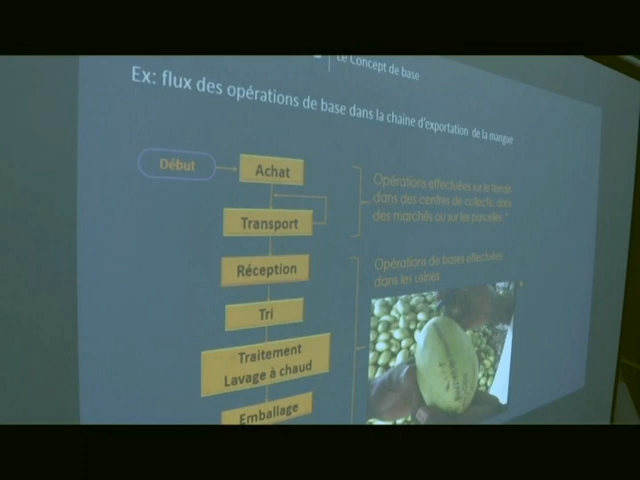 Le Concept de base
Ex: flux des opérations de base dans la chaine d'exportation de la mangue
Début
Achat
Opérations effectuées sur le terrain
dans des centres de collecte, dans
des marchés ou sur les parcelles. *
Transport
Réception
Opérations de bases effectuées
dans les usines
Tri
Traitement
Lavage à chaud
Emballage